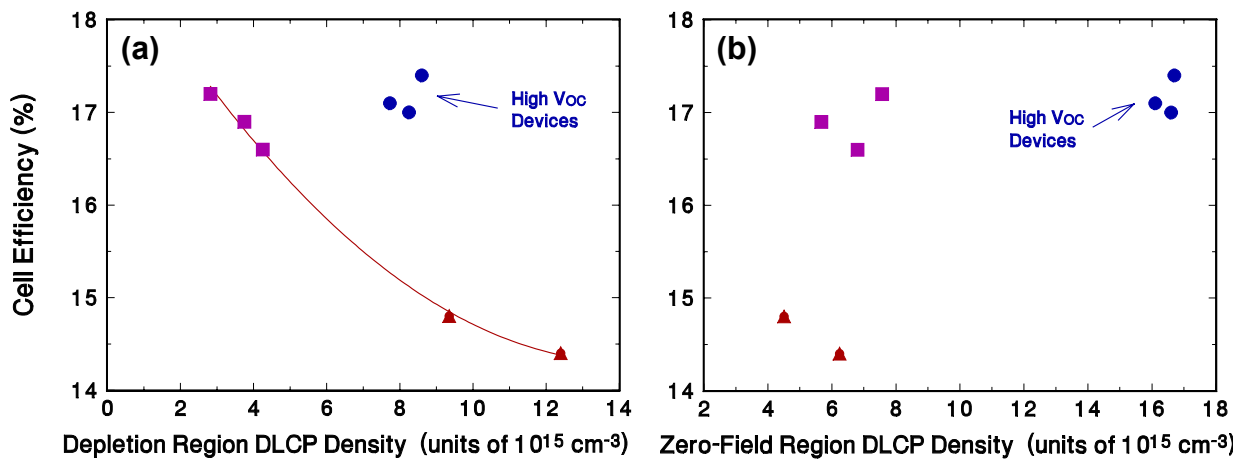 (a)
Cell Efficiency (%)
18
17
16
15
14
High Voc
Devices
0 2 4 6 8 10 12 14
Depletion Region DLCP Density (units of 10¹⁵ cm⁻³)
(b)
18
17
16
15
14
High Voc
Devices
2 4 6 8 10 12 14 16 18
Zero-Field Region DLCP Density (units of 10¹⁵ cm⁻³)